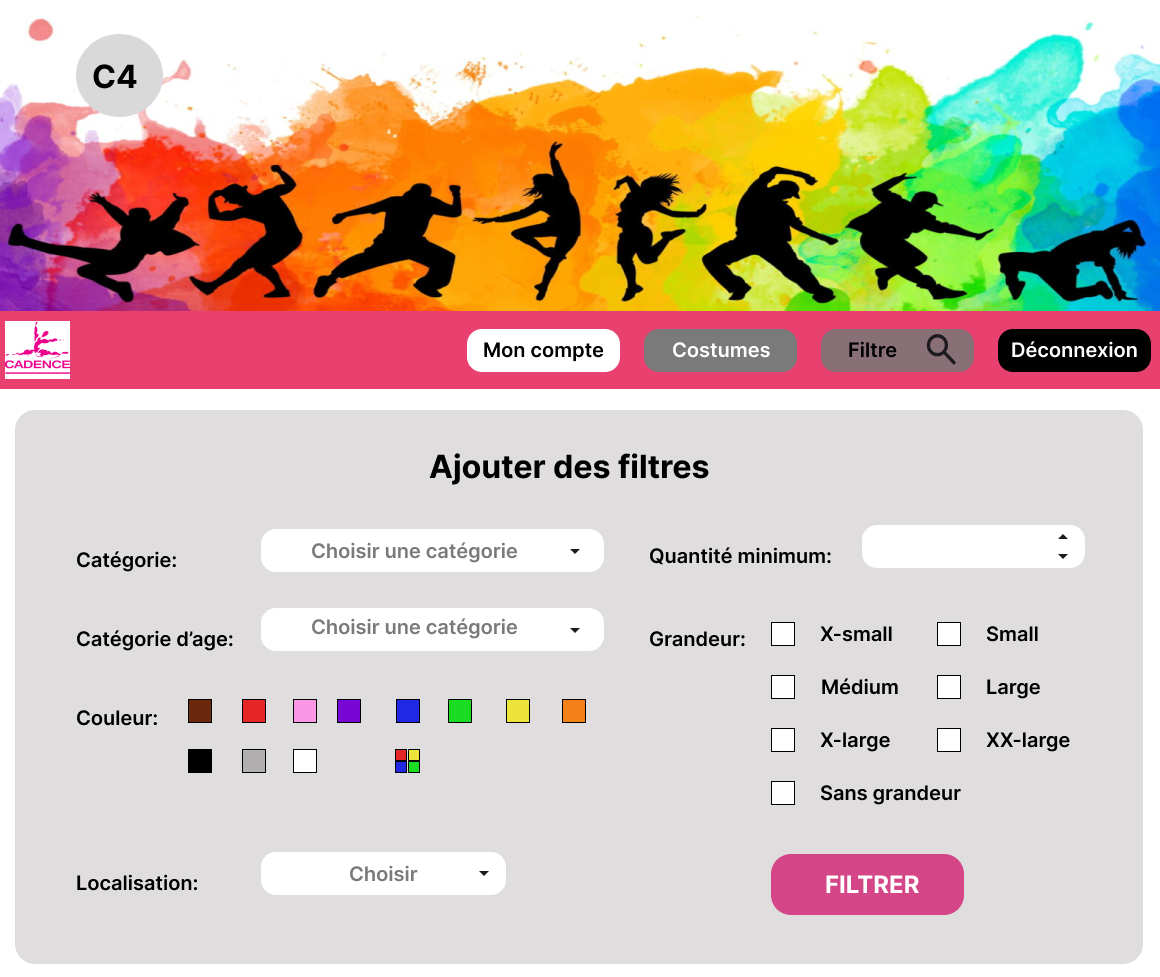 C4
CADENCE
Mon compte
Costumes
Filtre
Déconnexion
Ajouter des filtres
Catégorie:
Choisir une catégorie
Quantité minimum:
Catégorie d’age:
Choisir une catégorie
Grandeur:
X-small
Small
Médium
Large
Couleur:
X-large
XX-large
Sans grandeur
Localisation:
Choisir
FILTRER